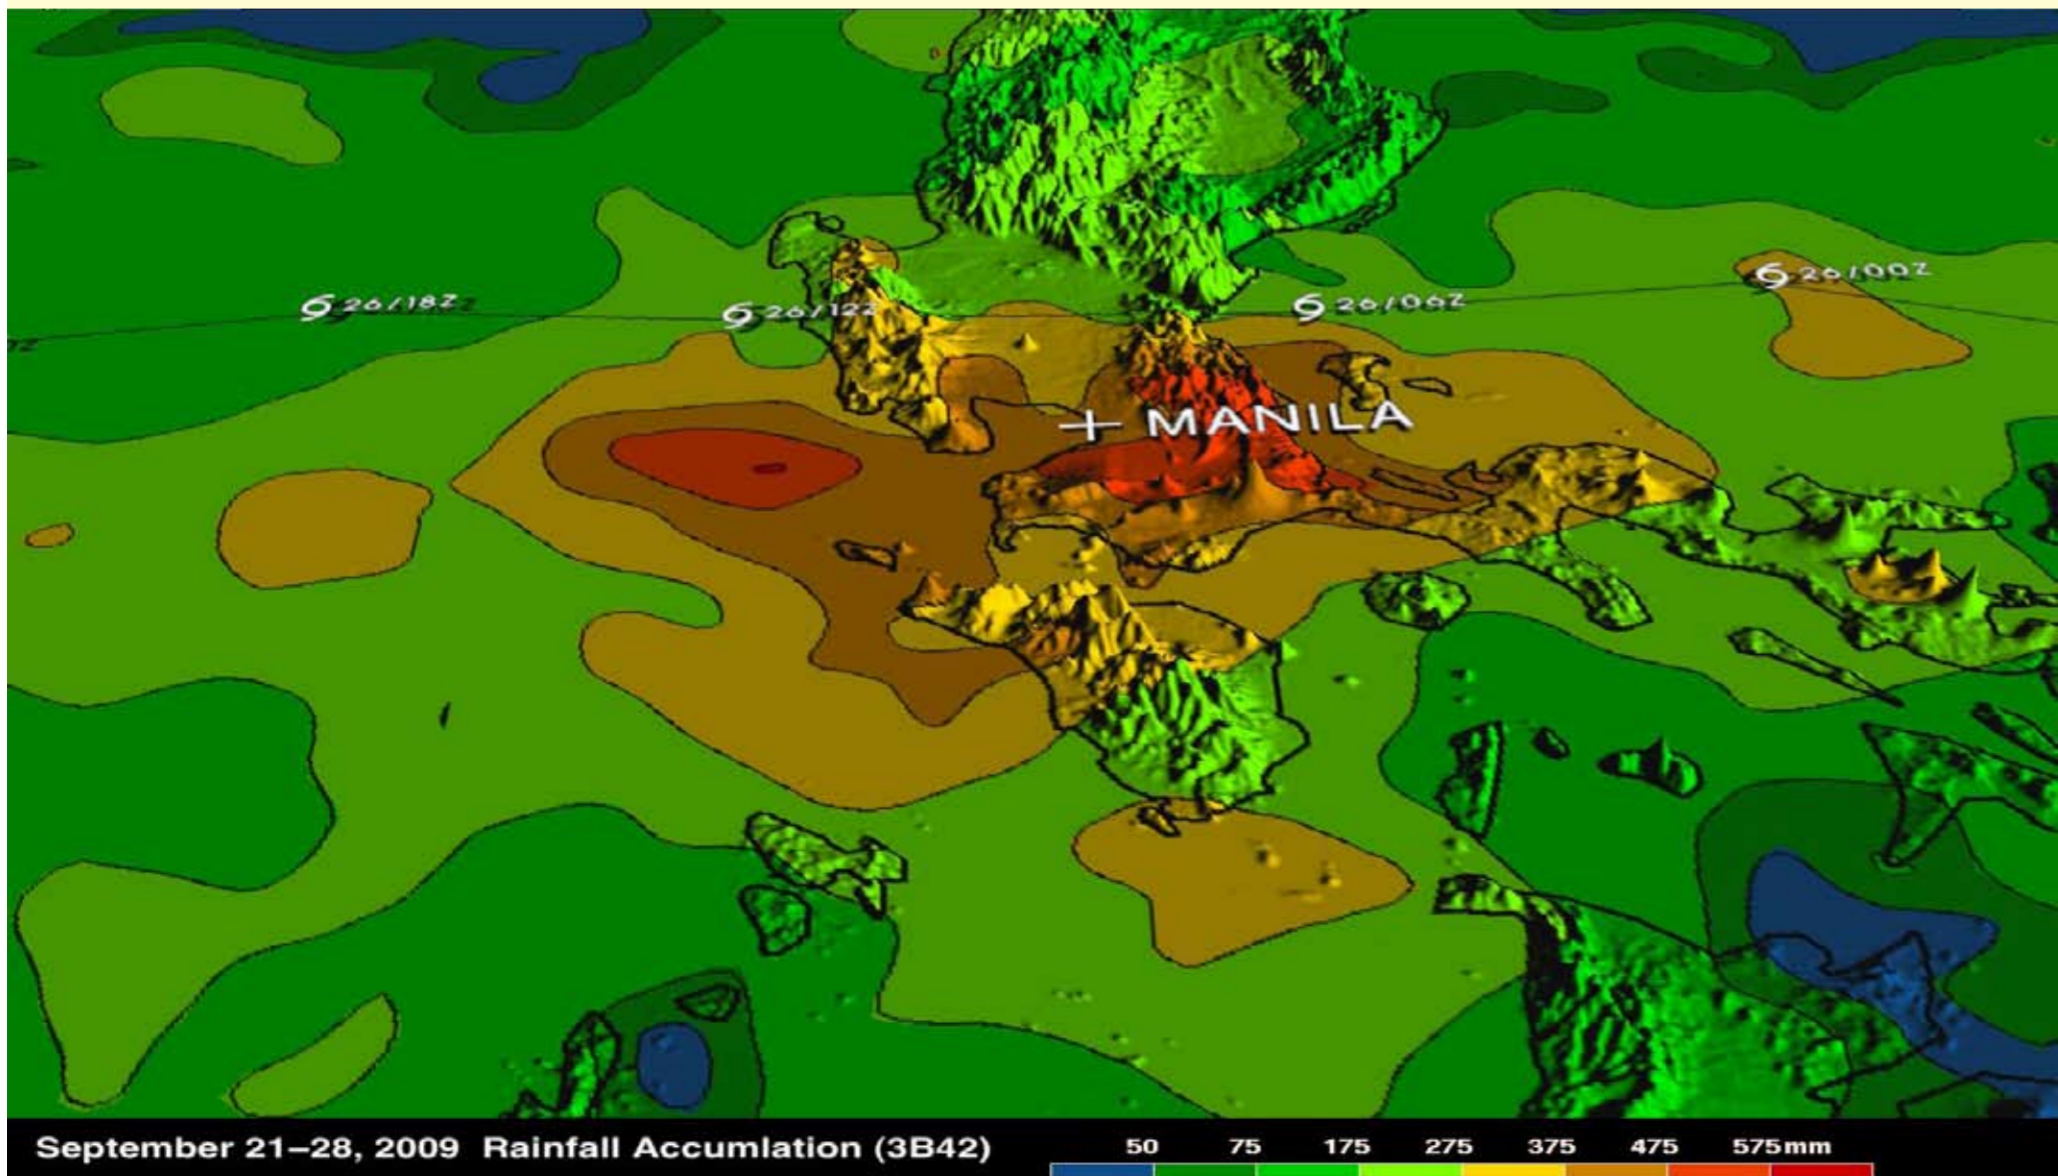 26/00Z
26/06Z
26/12Z
26/18Z
MANILA
September 21–28, 2009 Rainfall Accumlation (3B42)
50 75 175 275 375 475 575mm